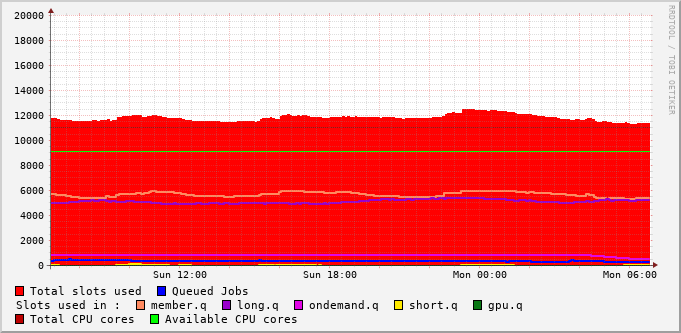 20000
18000
16000
14000
12000
10000
8000
6000
4000
2000
0
Sun 12:00 Sun 18:00 Mon 00:00 Mon 06:00
Total slots used Queued Jobs
Slots used in : member.q long.q ondemand.q short.q gpu.q
Total CPU cores Available CPU cores
RRDTOOL / TOBI OETIKER